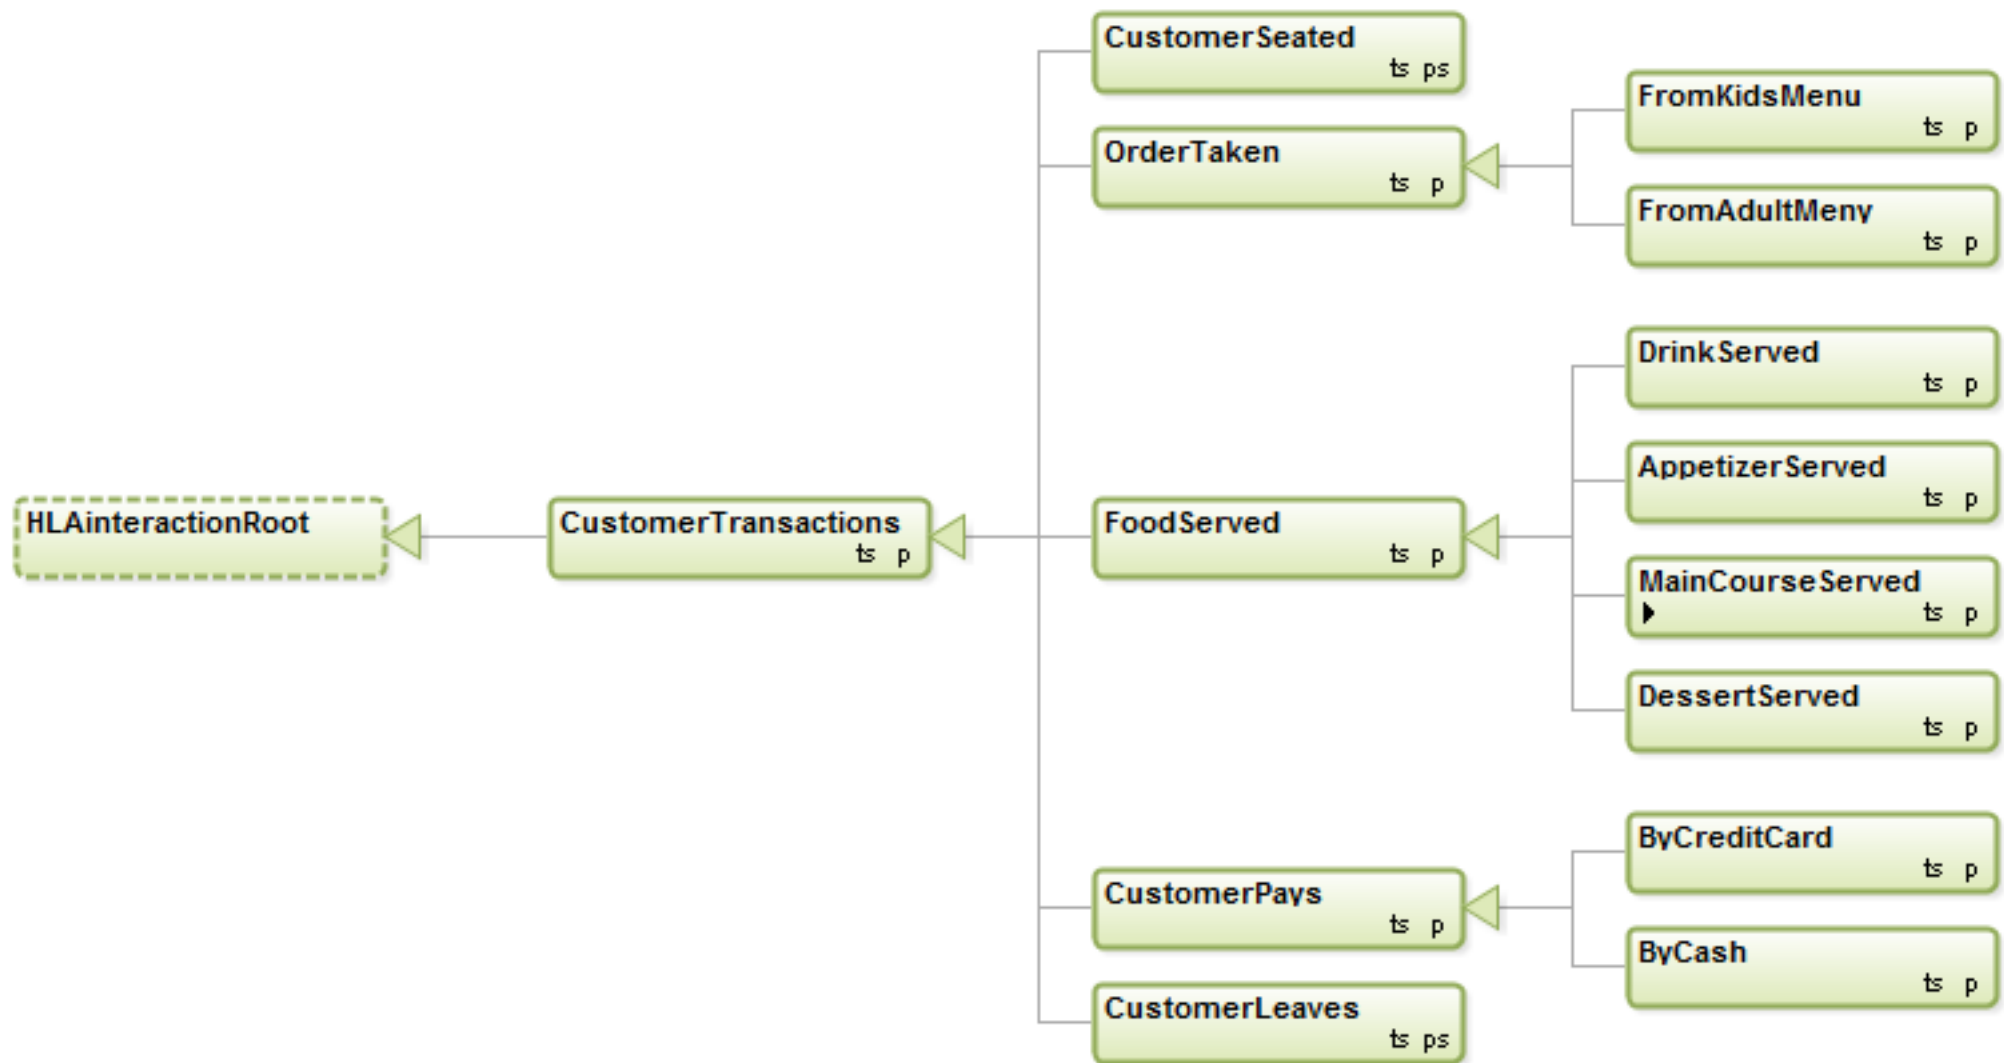 CustomerSeated
ts ps
FromKidsMenu
ts p
OrderTaken
ts p
FromAdultMeny
ts p
DrinkServed
ts p
AppetizerServed
ts p
HLAinteractionRoot
CustomerTransactions
ts p
FoodServed
ts p
MainCourseServed
ts p
DessertServed
ts p
ByCreditCard
ts p
CustomerPays
ts p
ByCash
ts p
CustomerLeaves
ts ps